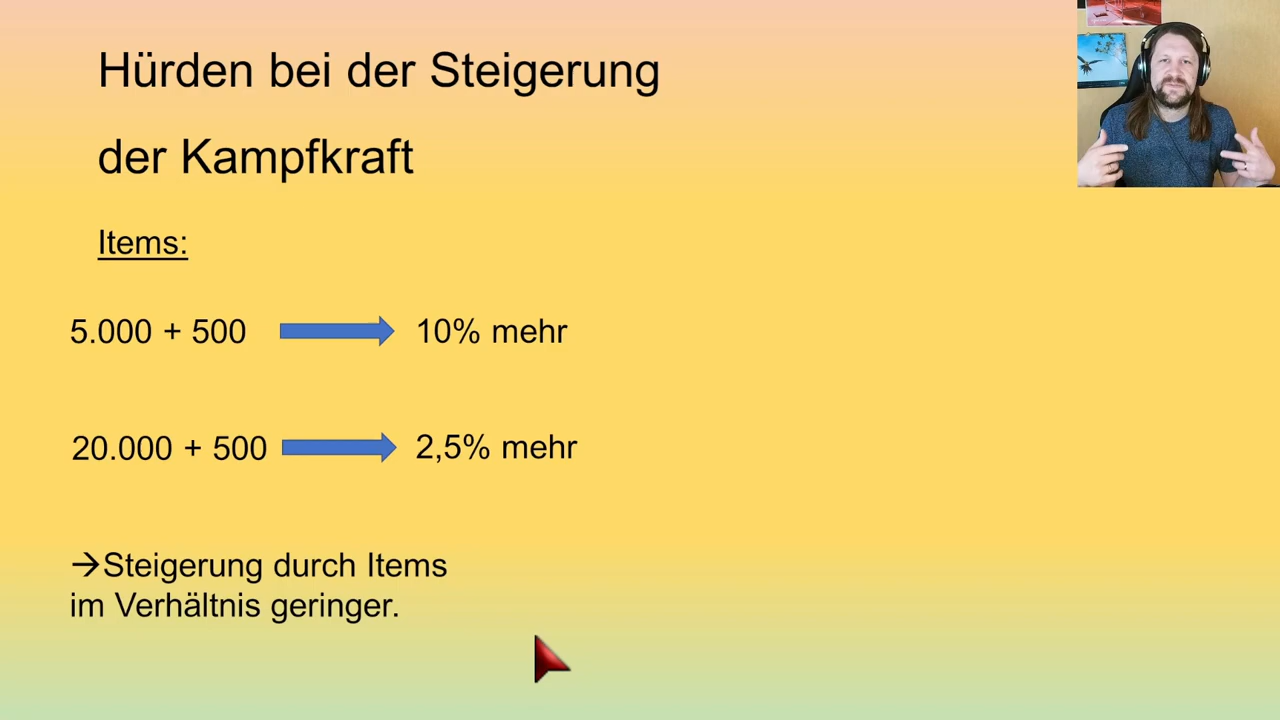 Hürden bei der Steigerung
der Kampfkraft
Items:
5.000 + 500 10% mehr
20.000 + 500 2,5% mehr
→Steigerung durch Items
im Verhältnis geringer.